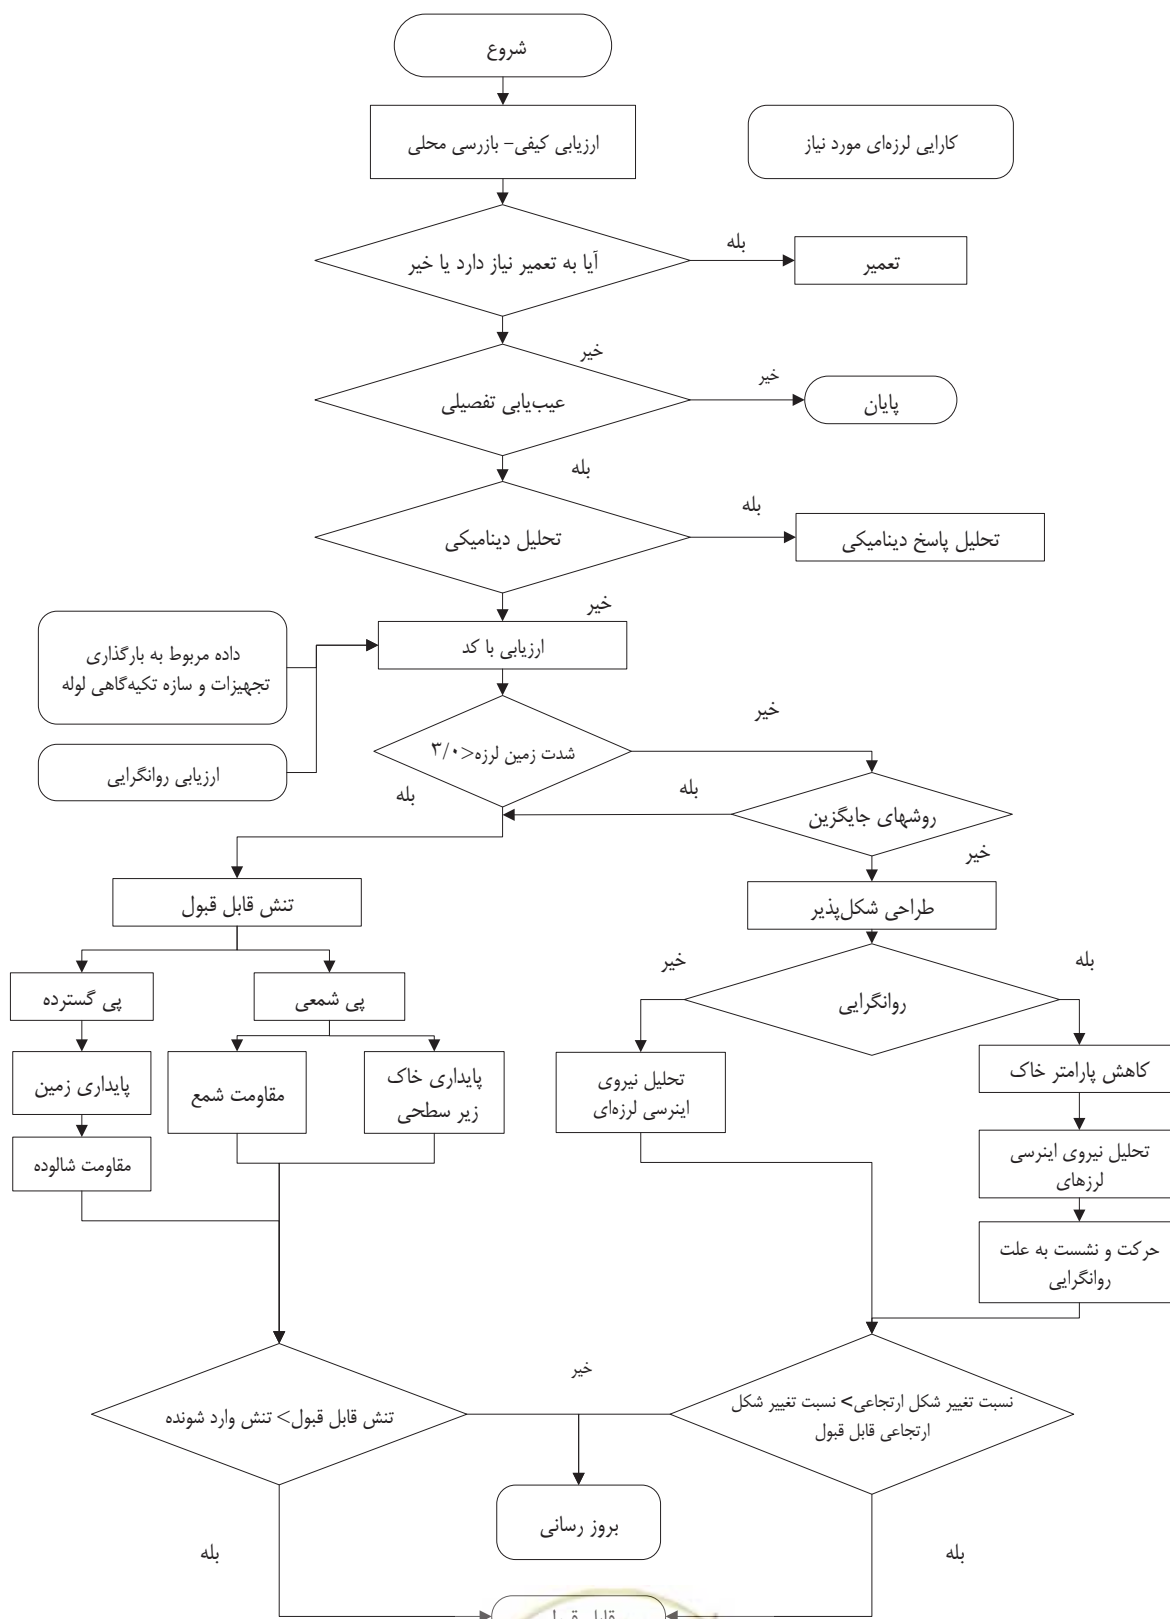 شروع
ارزیابی کیفی- بازرسی محلی
کارایی لرزه‌ای مورد نیاز
آیا به تعمیر نیاز دارد یا خیر
بله
تعمیر
خیر
عیب‌یابی تفصیلی
خیر
پایان
بله
تحلیل دینامیکی
بله
تحلیل پاسخ دینامیکی
خیر
ارزیابی با کد
داده مربوط به بارگذاری
تجهیزات و سازه تکیه‌گاهی لوله
ارزیابی روانگرایی
شدت زمین لرزه<۳/۰
خیر
بله
روشهای جایگزین
بله
خیر
تنش قابل قبول
طراحی شکل‌پذیر
پی گسترده
پی شمعی
خیر
روانگرایی
بله
پایداری زمین
مقاومت شمع
پایداری خاک
زیر سطحی
تحلیل نیروی
اینرسی لرزه‌ای
کاهش پارامتر خاک
مقاومت شالوده
تحلیل نیروی اینرسی
لرزهای
حرکت و نشست به علت
روانگرایی
تنش قابل قبول> تنش وارد شونده
خیر
نسبت تغییر شکل ارتجاعی> نسبت تغییر شکل
ارتجاعی قابل قبول
بروز رسانی
بله
بله
قابل قبول